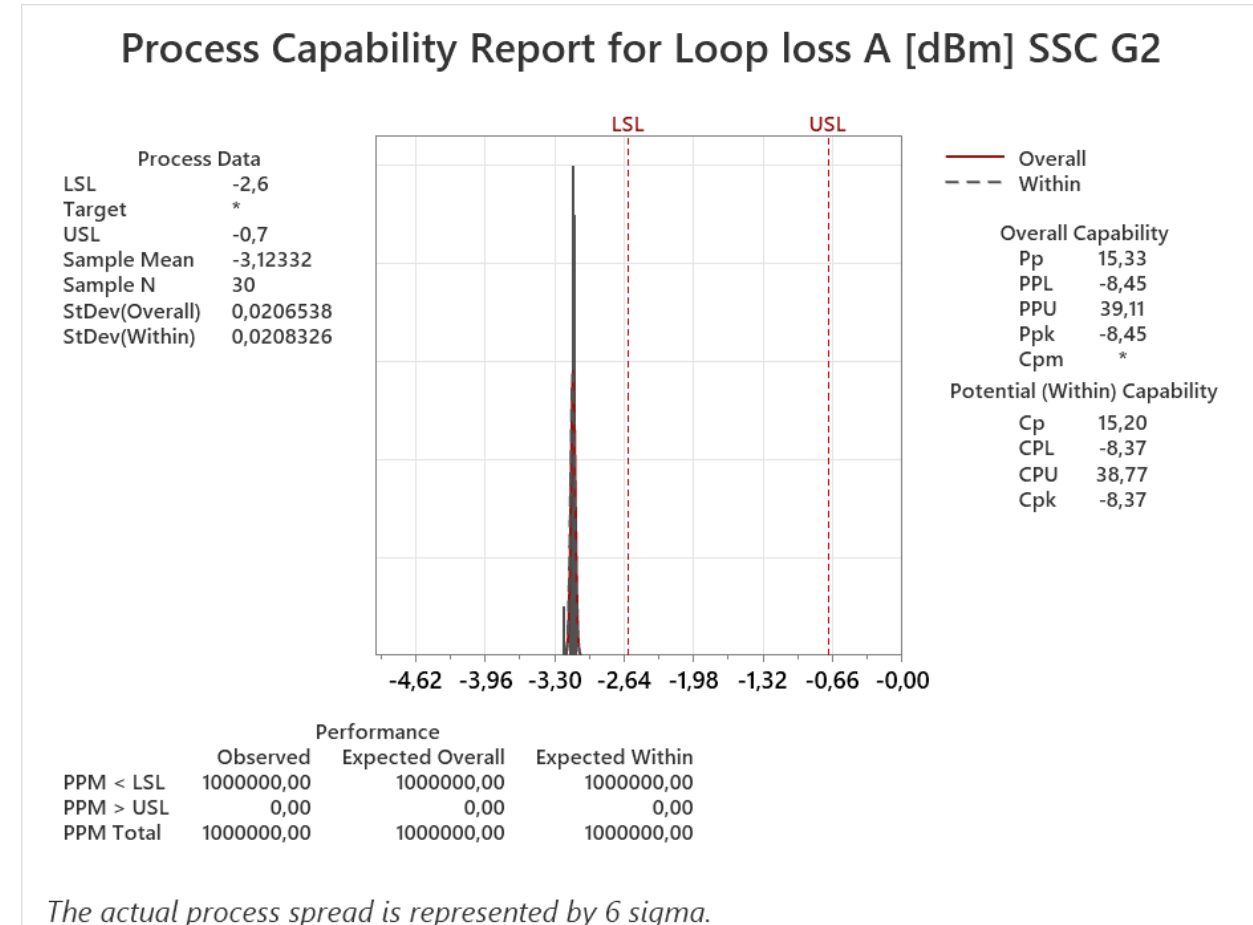 Process Capability Report for Loop loss A [dBm] SSC G2
LSL USL
Process Data
LSL -2,6
Target *
USL -0,7
Sample Mean -3,12332
Sample N 30
StDev(Overall) 0,0206538
StDev(Within) 0,0208326
Overall
Within
Overall Capability
Pp 15,33
PPL -8,45
PPU 39,11
Ppk -8,45
Cpm *
Potential (Within) Capability
Cp 15,20
CPL -8,37
CPU 38,77
Cpk -8,37
-4,62 -3,96 -3,30 -2,64 -1,98 -1,32 -0,66 -0,00
Performance
Observed Expected Overall Expected Within
PPM < LSL 1000000,00 1000000,00 1000000,00
PPM > USL 0,00 0,00 0,00
PPM Total 1000000,00 1000000,00 1000000,00
The actual process spread is represented by 6 sigma.